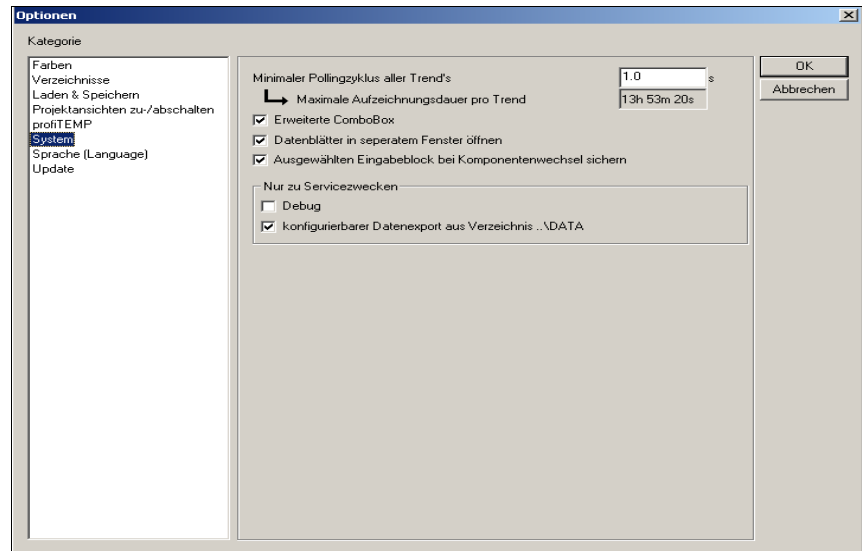 Optionen
Kategorie
Farben
Verzeichnisse
Laden & Speichern
Projektansichten zu-/abschalten
profiTEMP
System
Sprache (Language)
Update
Minimaler Pollingzyklus aller Trend's 1.0 s
Maximale Aufzeichnungsdauer pro Trend 13h 53m 20s
Erweiterte ComboBox
Datenblätter in seperatem Fenster öffnen
Ausgewählten Eingabeblock bei Komponentenwechsel sichern
Nur zu Servicezwecken
Debug
konfigurierbarer Datenexport aus Verzeichnis ..\DATA
OK
Abbrechen